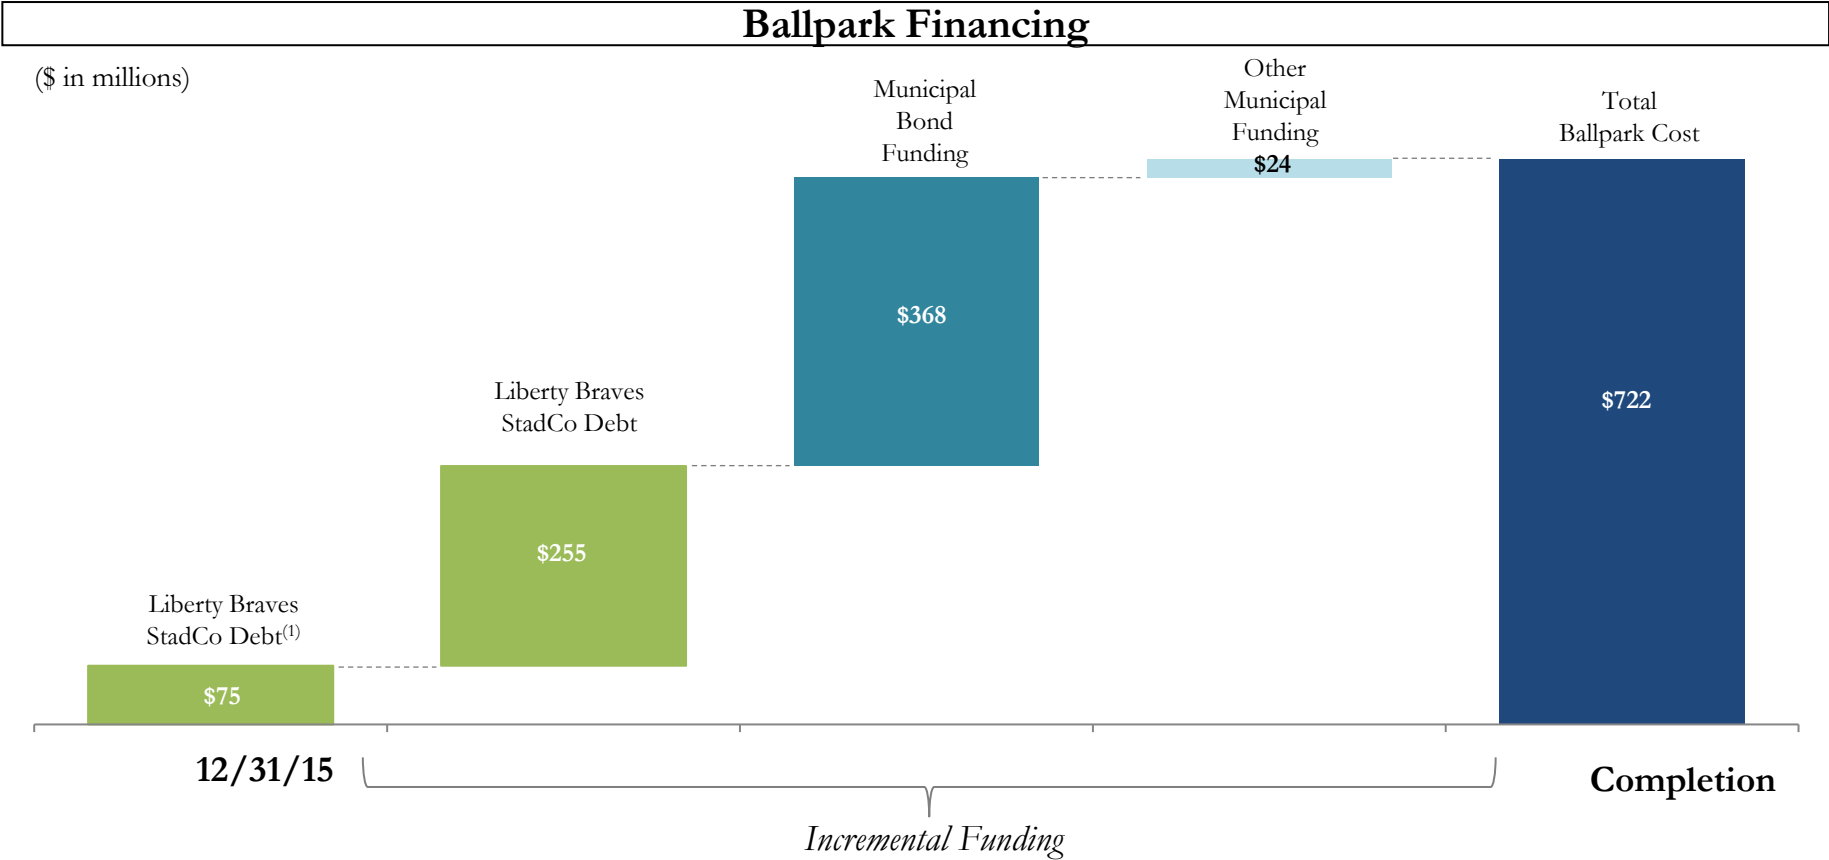 Ballpark Financing
($ in millions)
Municipal
Bond
Funding
Other
Municipal
Funding
$24
Total
Ballpark Cost
$368
$722
Liberty Braves
StadCo Debt
$255
Liberty Braves
StadCo Debt(1)
$75
12/31/15
Completion
Incremental Funding